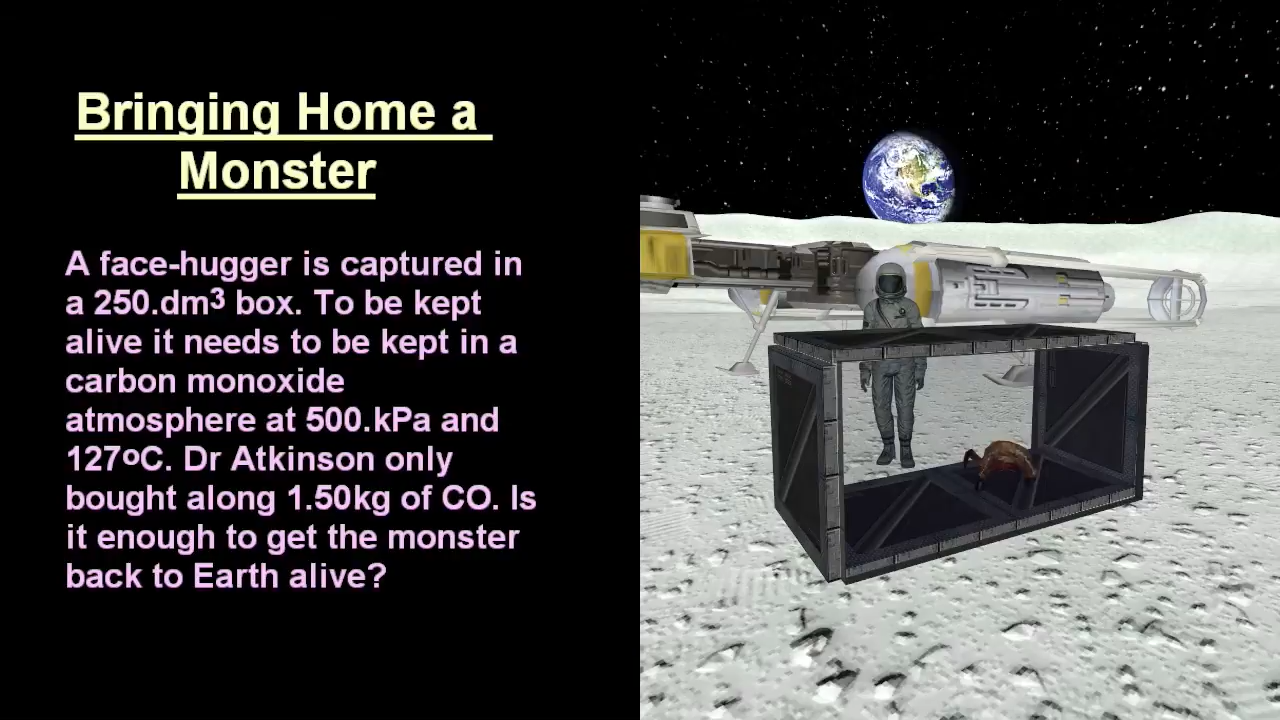 Bringing Home a
Monster
A face-hugger is captured in
a 250.dm³ box. To be kept
alive it needs to be kept in a
carbon monoxide
atmosphere at 500.kPa and
127ºC. Dr Atkinson only
bought along 1.50kg of CO. Is
it enough to get the monster
back to Earth alive?